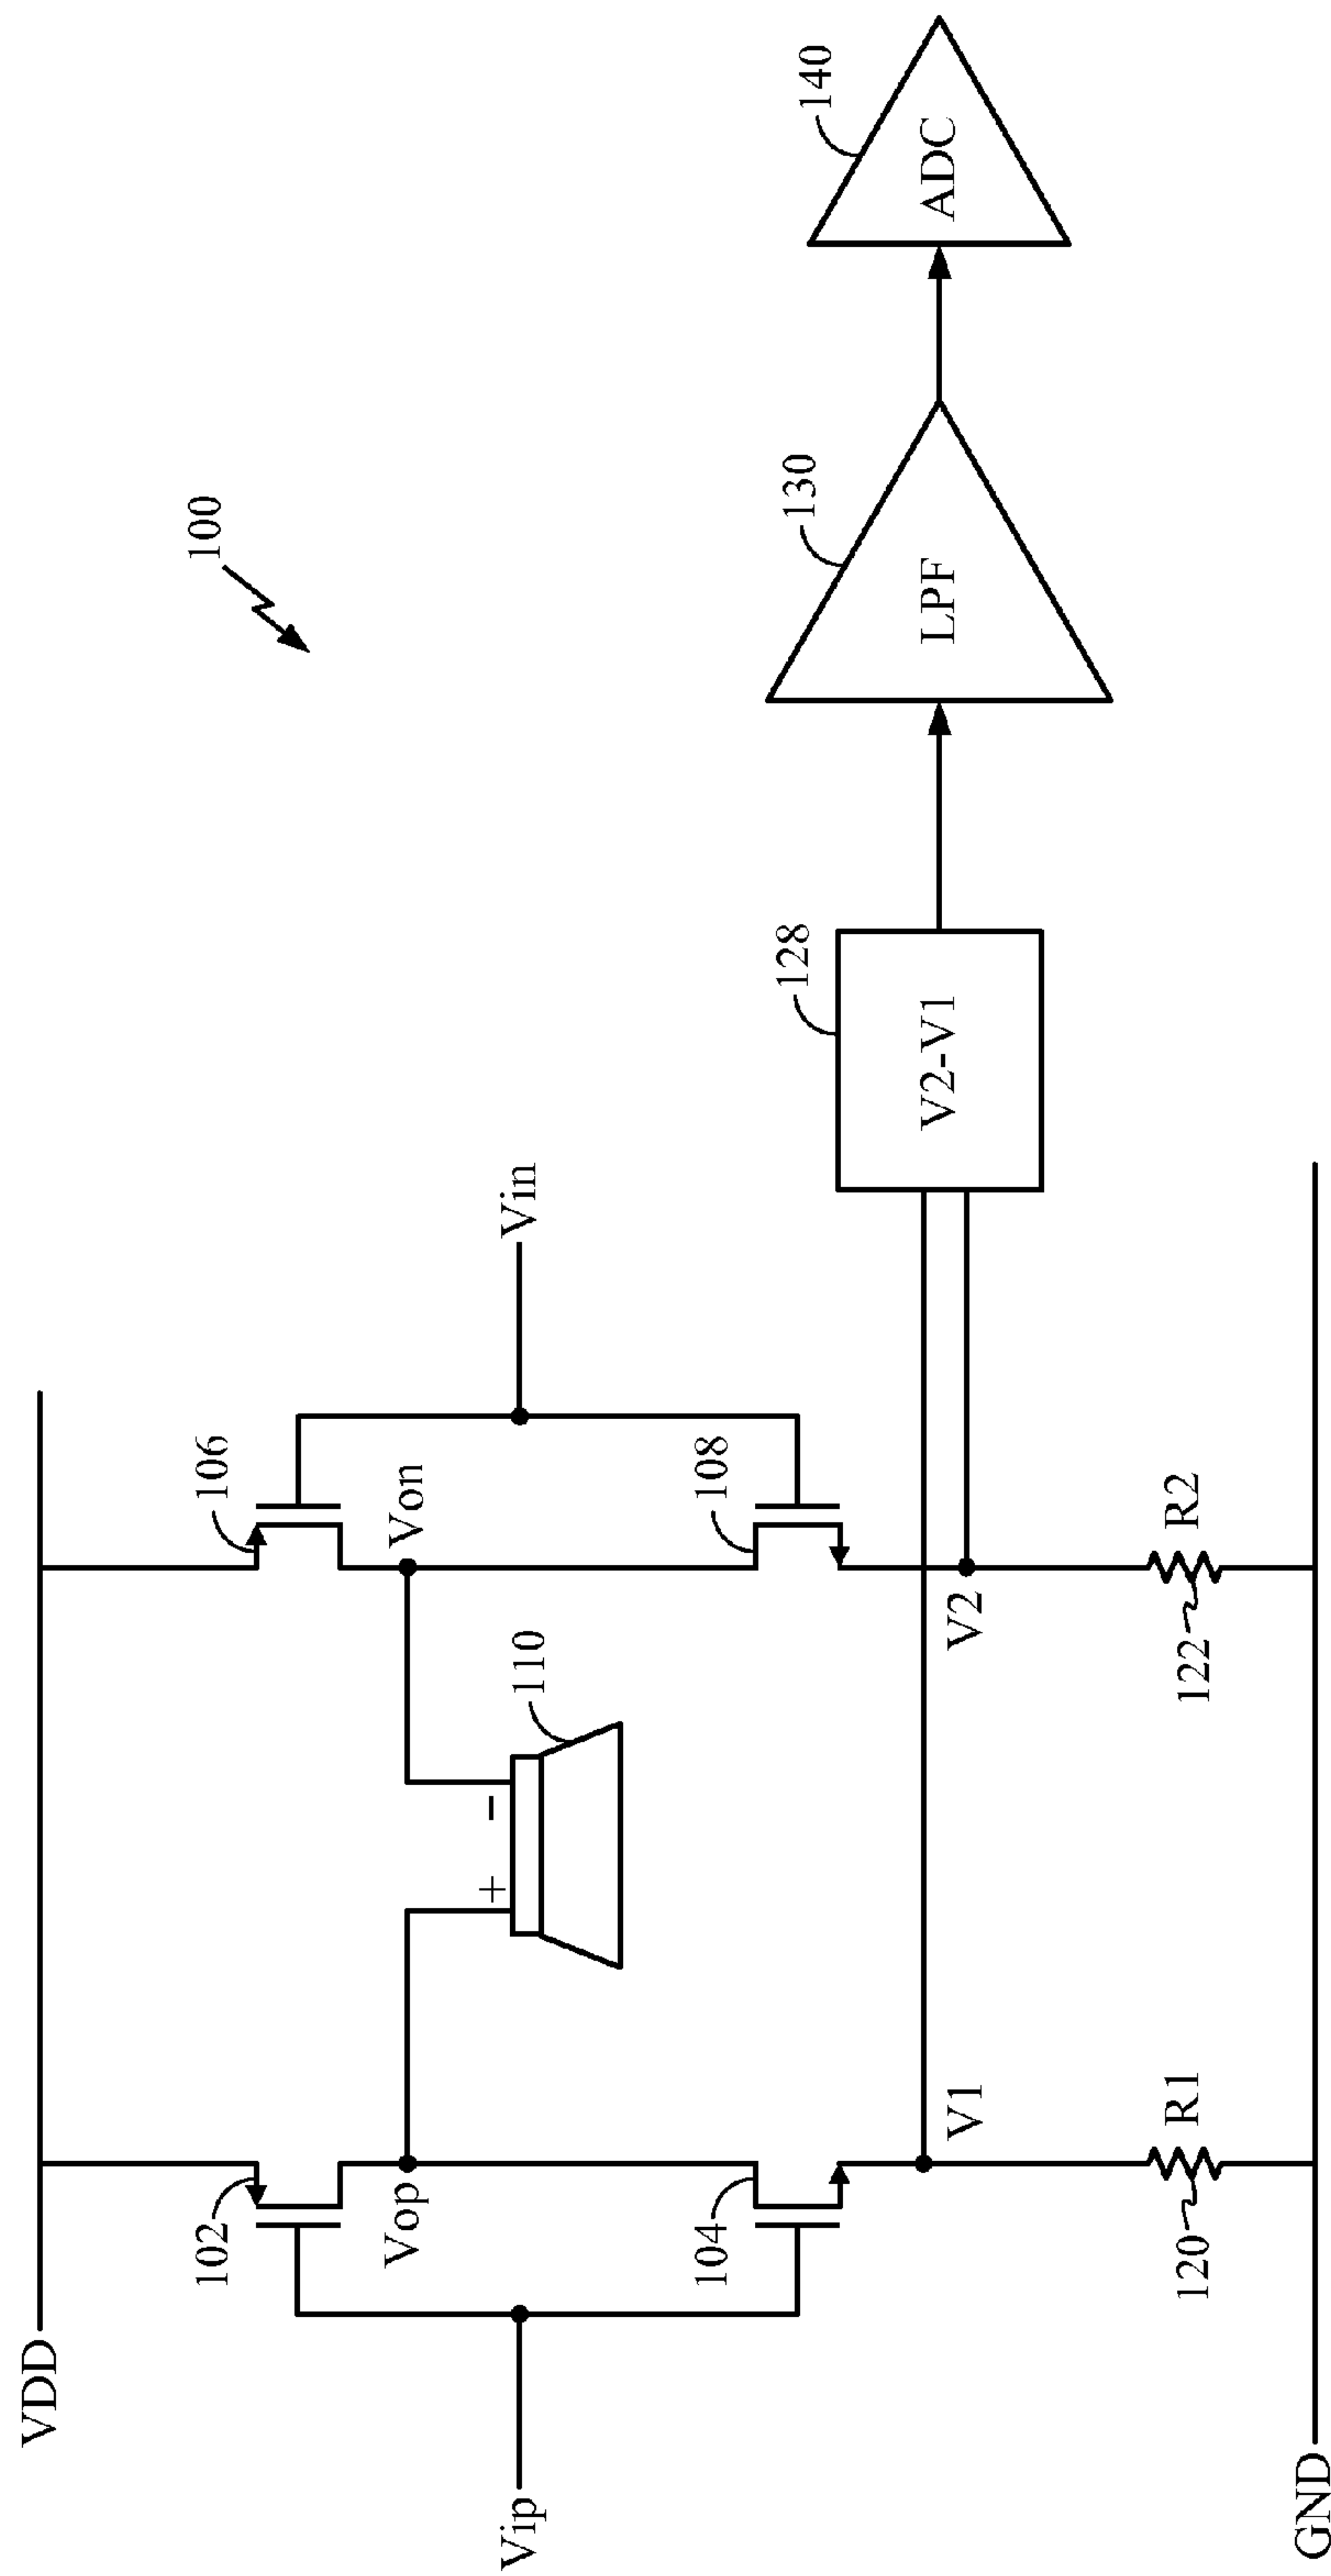 100
VDD
102
106
Vop
Von
Vip
+
-
110
Vin
104
108
128
130
140
V2-V1
LPF
ADC
V1
V2
120
R1
122
R2
GND